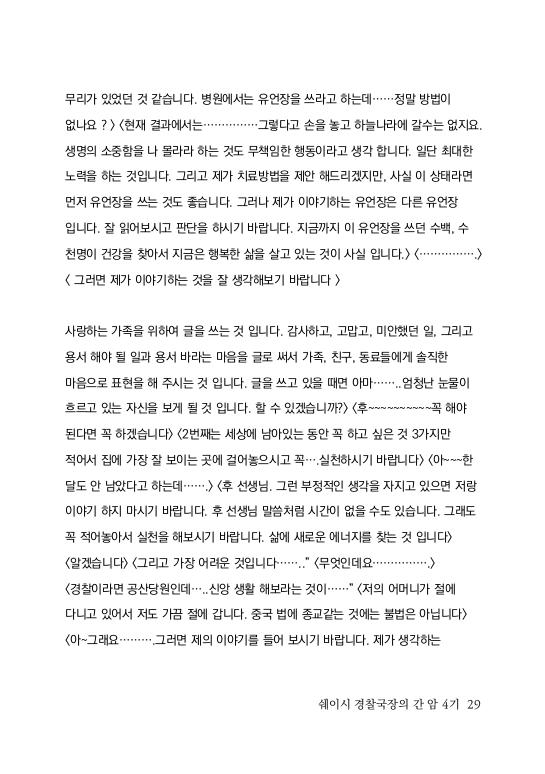 무리가 있었던 것 같습니다. 병원에서는 유언장을 쓰라고 하는데……정말 방법이
없나요 ? > <현재 결과에서는……………그렇다고 손을 놓고 하늘나라에 갈수는 없지요.
생명의 소중함을 나 몰라라 하는 것도 무책임한 행동이라고 생각 합니다. 일단 최대한
노력을 하는 것입니다. 그리고 제가 치료방법을 제안 해드리겠지만, 사실 이 상태라면
먼저 유언장을 쓰는 것도 좋습니다. 그러나 제가 이야기하는 유언장은 다른 유언장
입니다. 잘 읽어보시고 판단을 하시기 바랍니다. 지금까지 이 유언장을 쓰던 수백, 수
천명이 건강을 찾아서 지금은 행복한 삶을 살고 있는 것이 사실 입니다.> <…………….>
< 그러면 제가 이야기하는 것을 잘 생각해보기 바랍니다 >
사랑하는 가족을 위하여 글을 쓰는 것 입니다. 감사하고, 고맙고, 미안했던 일, 그리고
용서 해야 될 일과 용서 바라는 마음을 글로 써서 가족, 친구, 동료들에게 솔직한
마음으로 표현을 해 주시는 것 입니다. 글을 쓰고 있을 때면 아마……..엄청난 눈물이
흐르고 있는 자신을 보게 될 것 입니다. 할 수 있겠습니까?> <후~~~~~~~~~~꼭 해야
된다면 꼭 하겠습니다> <2번째는 세상에 남아있는 동안 꼭 하고 싶은 것 3가지만
적어서 집에 가장 잘 보이는 곳에 걸어놓으시고 꼭….실천하시기 바랍니다> <아~~~한
달도 안 남았다고 하는데…….> <후 선생님. 그런 부정적인 생각을 자지고 있으면 저랑
이야기 하지 마시기 바랍니다. 후 선생님 말씀처럼 시간이 없을 수도 있습니다. 그래도
꼭 적어놓아서 실천을 해보시기 바랍니다. 삶에 새로운 에너지를 찾는 것 입니다>
<알겠습니다> <그리고 가장 어려운 것입니다……..” <무엇인데요…………….>
<경찰이라면 공산당원인데…..신앙 생활 해보라는 것이……” <저의 어머니가 절에
다니고 있어서 저도 가끔 절에 갑니다. 중국 법에 종교같는 것에는 불법은 아닙니다>
<아~그래요……….그러면 제의 이야기를 들어 보시기 바랍니다. 제가 생각하는
쉐이시 경찰국장의 간 암 4기 29